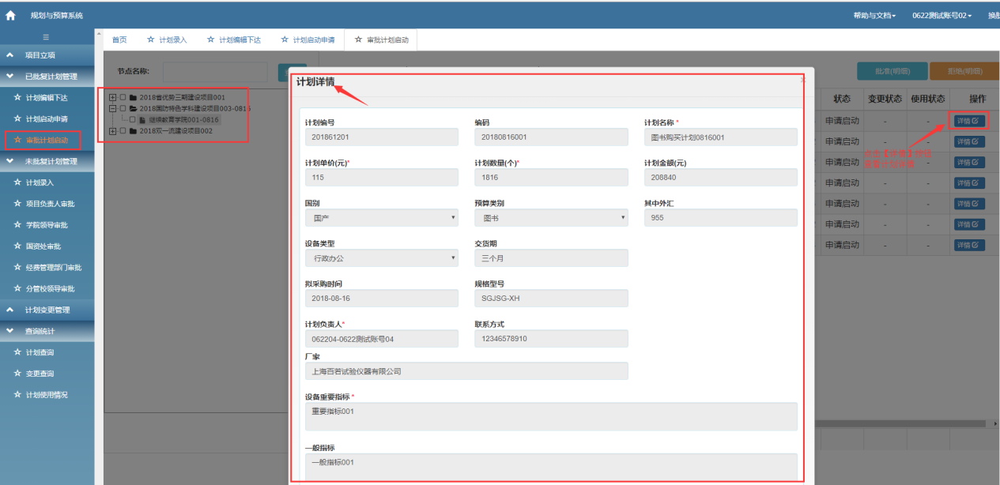 规划与预算系统
帮助与文档
0622测试账号02
换肤
首页
计划录入
计划编辑下达
计划启动申请
审批计划启动
项目立项
已批复计划管理
计划编辑下达
计划启动申请
审批计划启动
未批复计划管理
计划录入
项目负责人审批
学院领导审批
国资处审批
经费管理部门审批
分管校领导审批
计划变更管理
查询统计
计划查询
变更查询
计划使用情况
节点名称:
2018省优势三期建设项目001
2018国防特色学科建设项目003-0816
继续教育学院001-0816
2018双一流建设项目002
计划详情
x
计划编号
编码
计划名称 *
201861201
20180816001
图书购买计划0816001
计划单价(元)*
计划数量(个)*
计划金额(元)
115
1816
208840
国别
预算类别
其中外汇
国产
图书
955
设备类型
交货期
行政办公
三个月
拟采购时间
规格型号
2018-08-16
SGJSG-XH
计划负责人*
联系方式
062204-0622测试账号04
12346578910
厂家
上海百若试验仪器有限公司
设备重要指标 *
重要指标001
一般指标
一般指标001
批准(明细)
拒绝(明细)
状态 变更状态 使用状态 操作
申请启动 - - 详情
申请启动 - - 详情
申请启动 - 详情
申请启动 - - 详情
申请启动 - - 详情
申请启动 - - 详情
申请启动 - - 详情